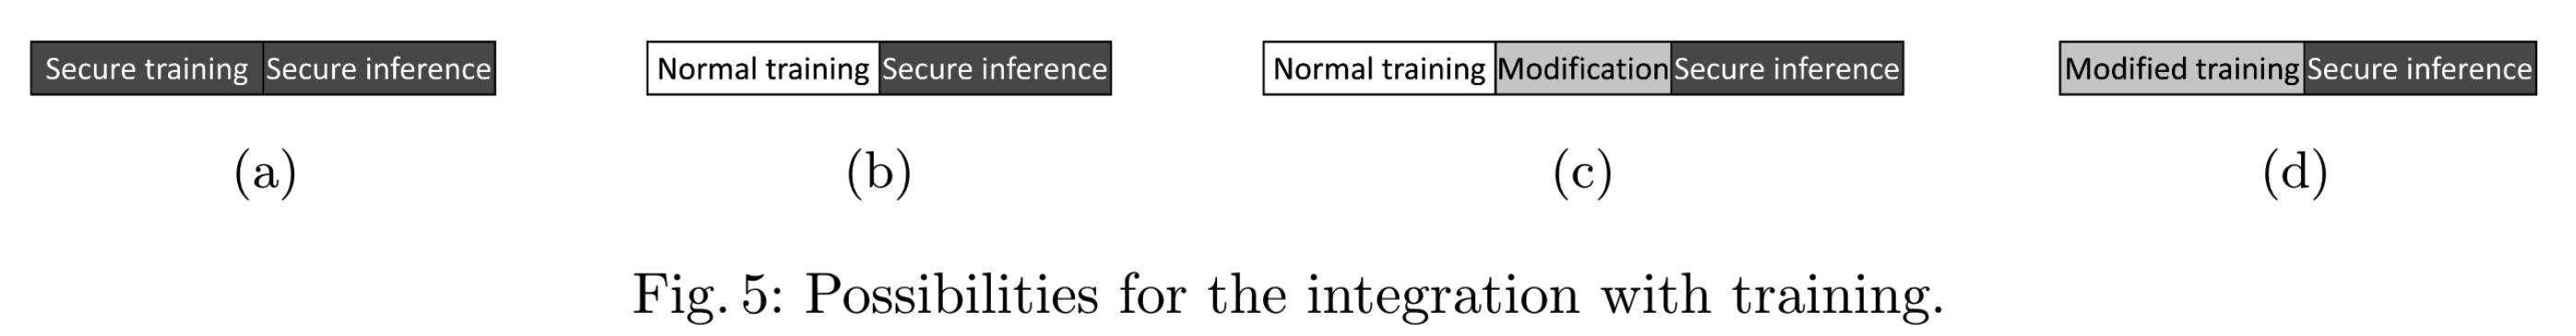 Secure training Secure inference
Normal training Secure inference
Normal training Modification Secure inference
Modified training Secure inference
(a)
(b)
(c)
(d)
Fig. 5: Possibilities for the integration with training.